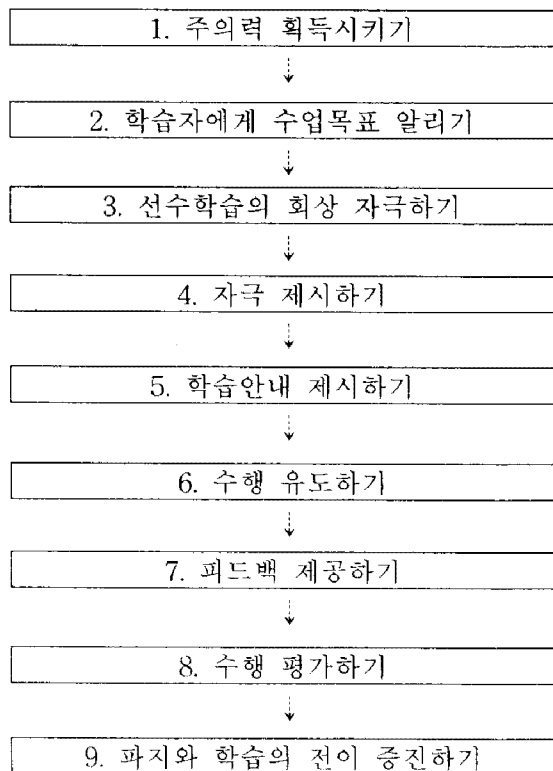 1. 주의력 획득시키기
2. 학습자에게 수업목표 알리기
3. 선수학습의 회상 자극하기
4. 자극 제시하기
5. 학습안내 제시하기
6. 수행 유도하기
7. 피드백 제공하기
8. 수행 평가하기
9. 파지와 학습의 전이 증진하기